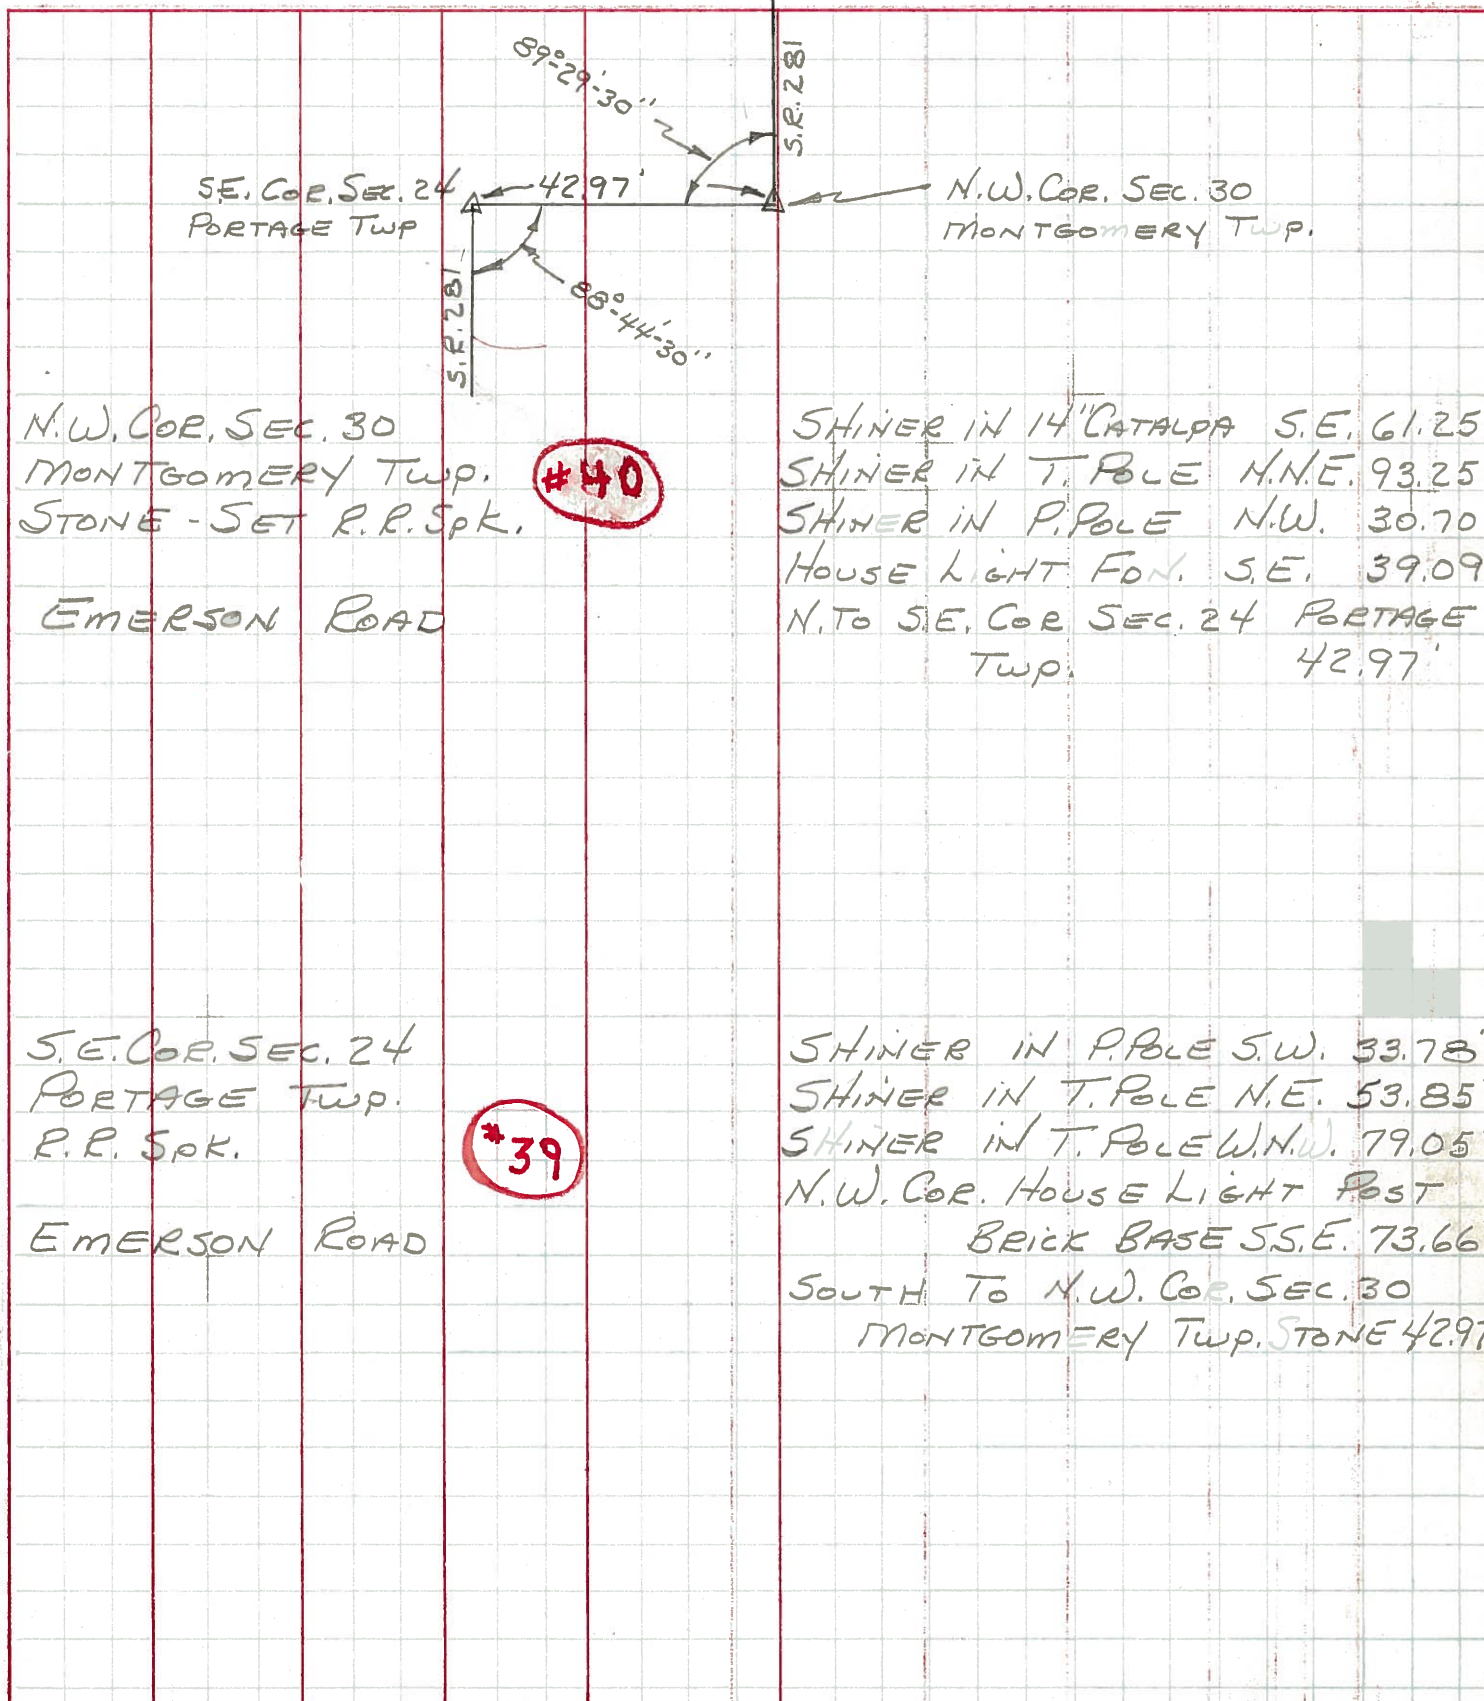 89°-29'-30"
S.R. 281
S.E. COR. SEC. 24
PORTAGE TWP
42.97'
N.W. COR. SEC. 30
MONTGOMERY TWP.
S.R. 281
88°-44'-30"
N.W. COR. SEC. 30
MONTGOMERY TWP.
STONE - SET R.R. SPK.
#40
EMERSON ROAD
SHINER IN 14" CATALPA S.E. 61.25
SHINER IN T. POLE N.N.E. 93.25
SHINER IN P. POLE N.W. 30.70
HOUSE LIGHT FDN. S.E. 39.09
N. TO S.E. COR SEC. 24 PORTAGE
TWP. 42.97'
S.E. COR. SEC. 24
PORTAGE TWP.
R.R. SPK.
#39
EMERSON ROAD
SHINER IN P. POLE S.W. 33.78'
SHINER IN T. POLE N.E. 53.85
SHINER IN T. POLE W.N.W. 79.05'
N.W. COR. HOUSE LIGHT POST
BRICK BASE S.S.E. 73.66
SOUTH TO N.W. COR. SEC. 30
MONTGOMERY TWP. STONE 42.97